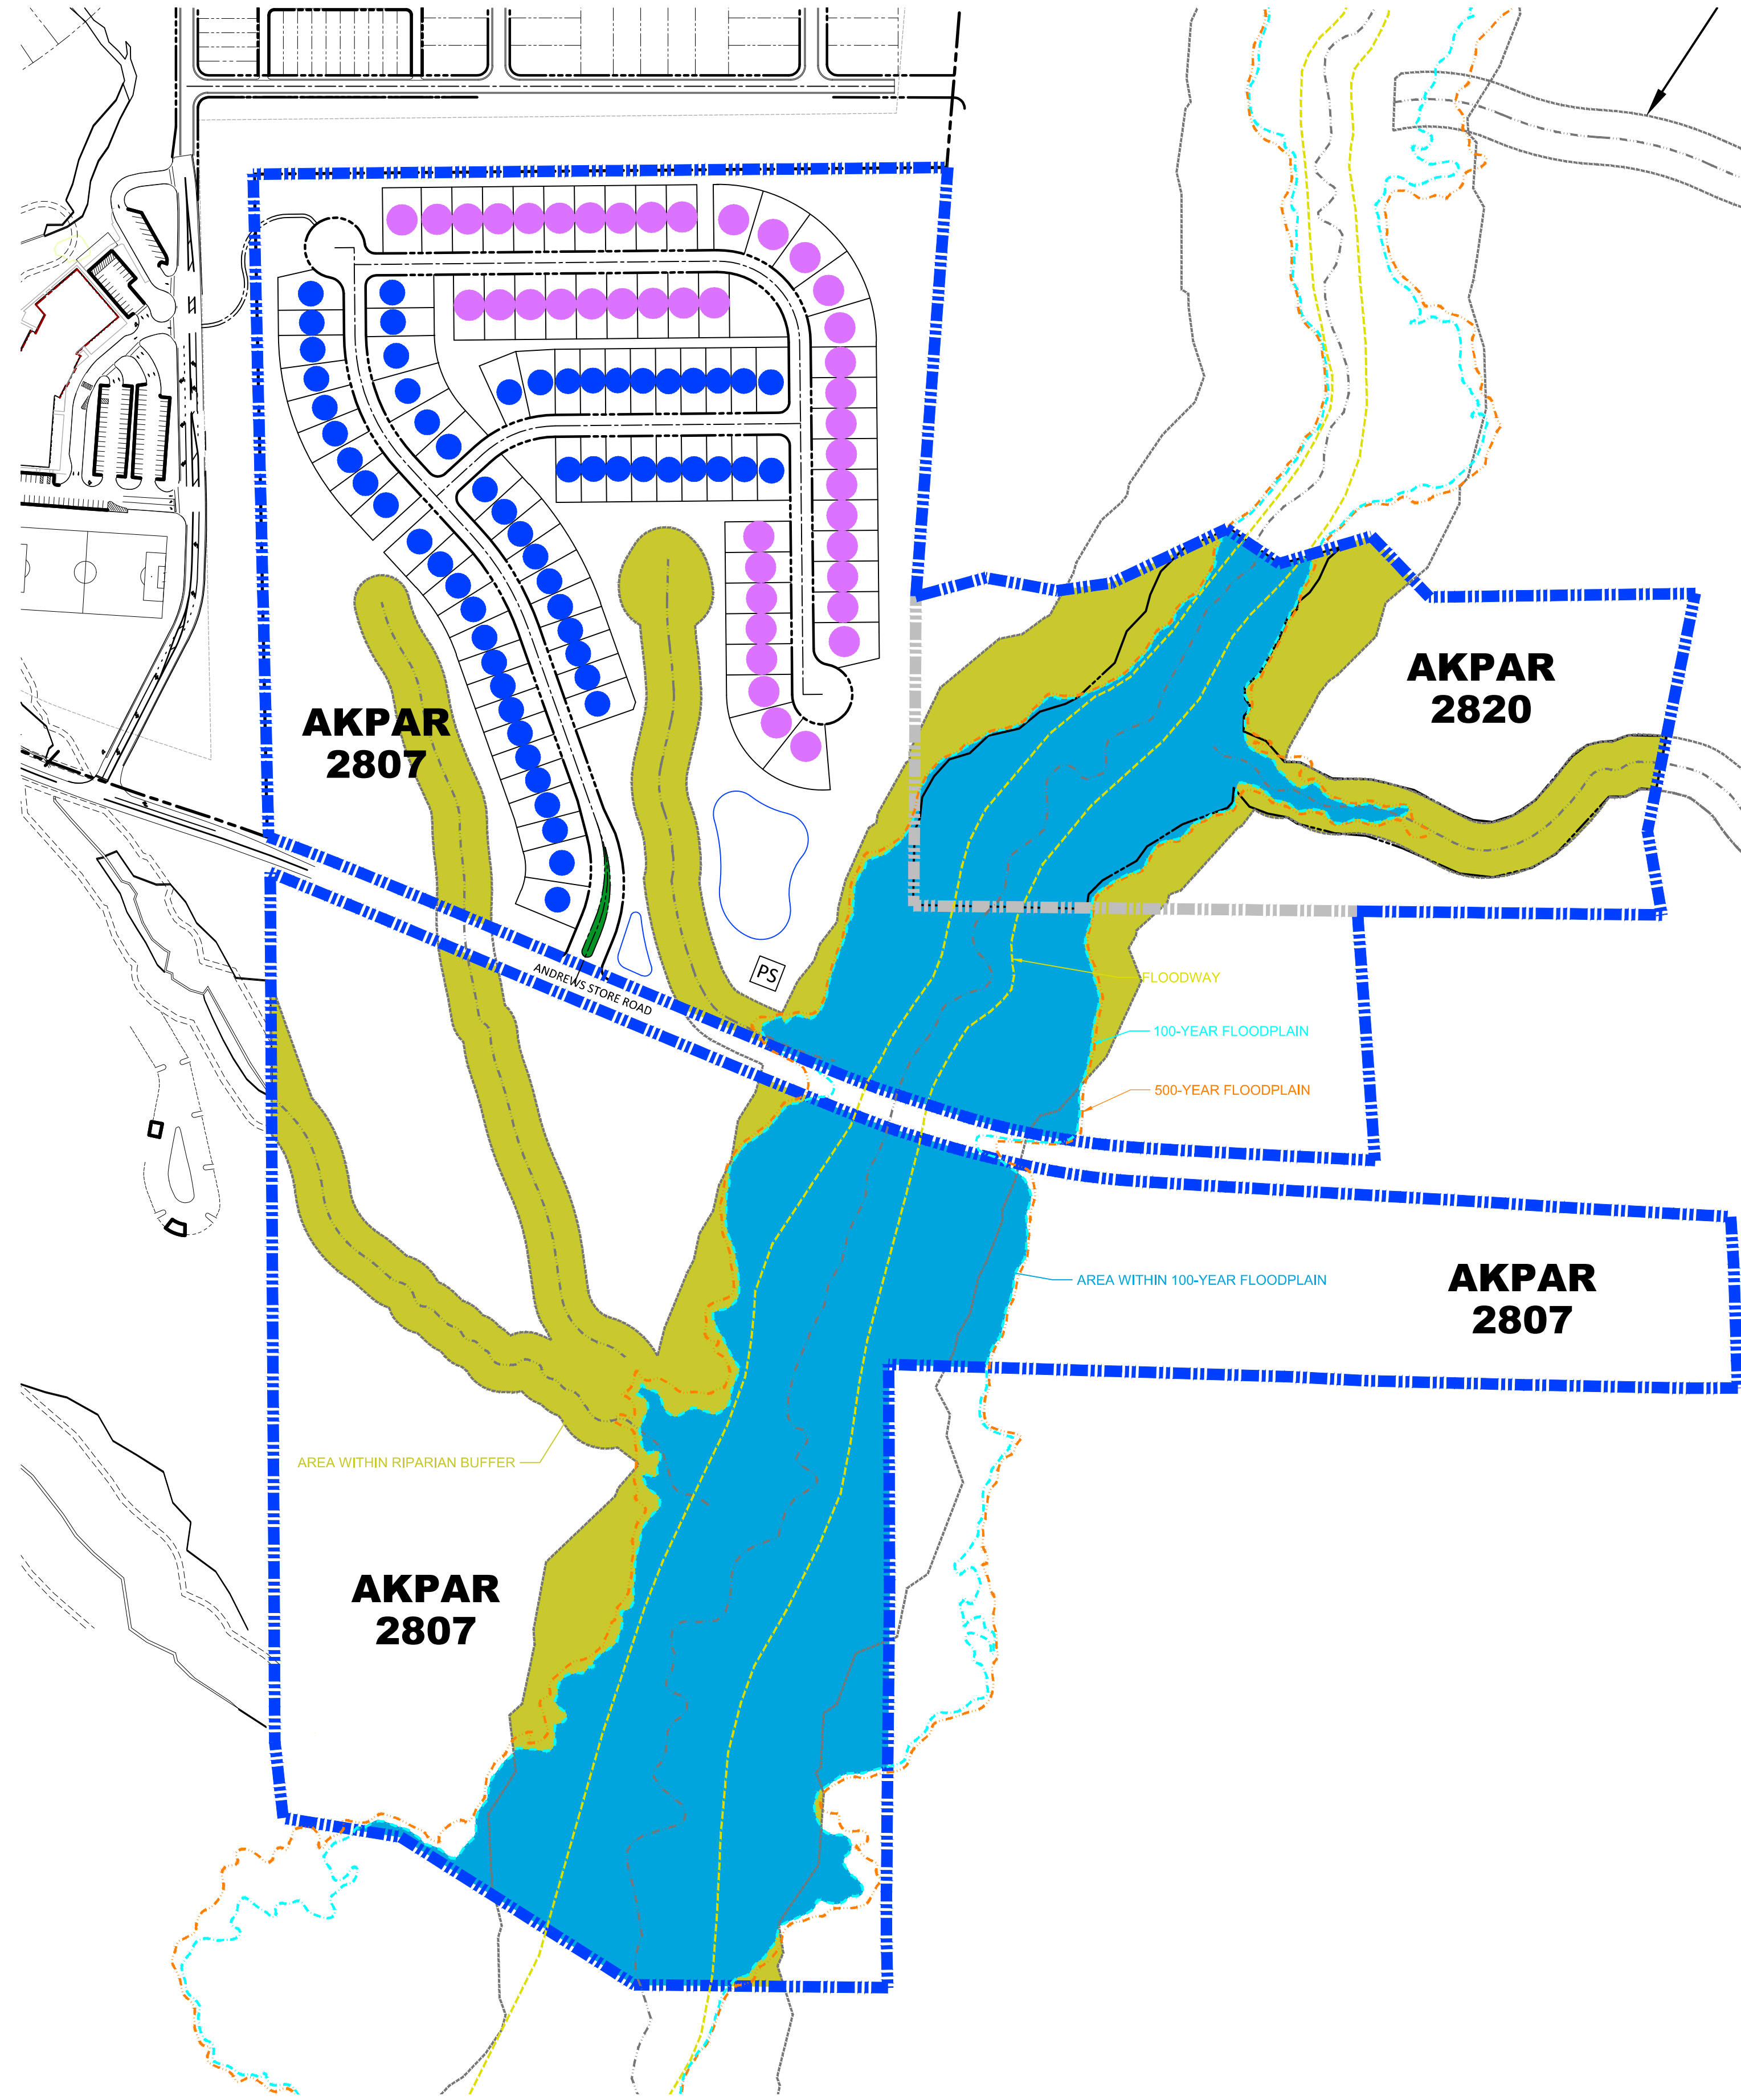 AKPAR
2820
AKPAR
2807
PS
ANDREWS STORE ROAD
FLOODWAY
100-YEAR FLOODPLAIN
500-YEAR FLOODPLAIN
AREA WITHIN 100-YEAR FLOODPLAIN
AKPAR
2807
AREA WITHIN RIPARIAN BUFFER
AKPAR
2807